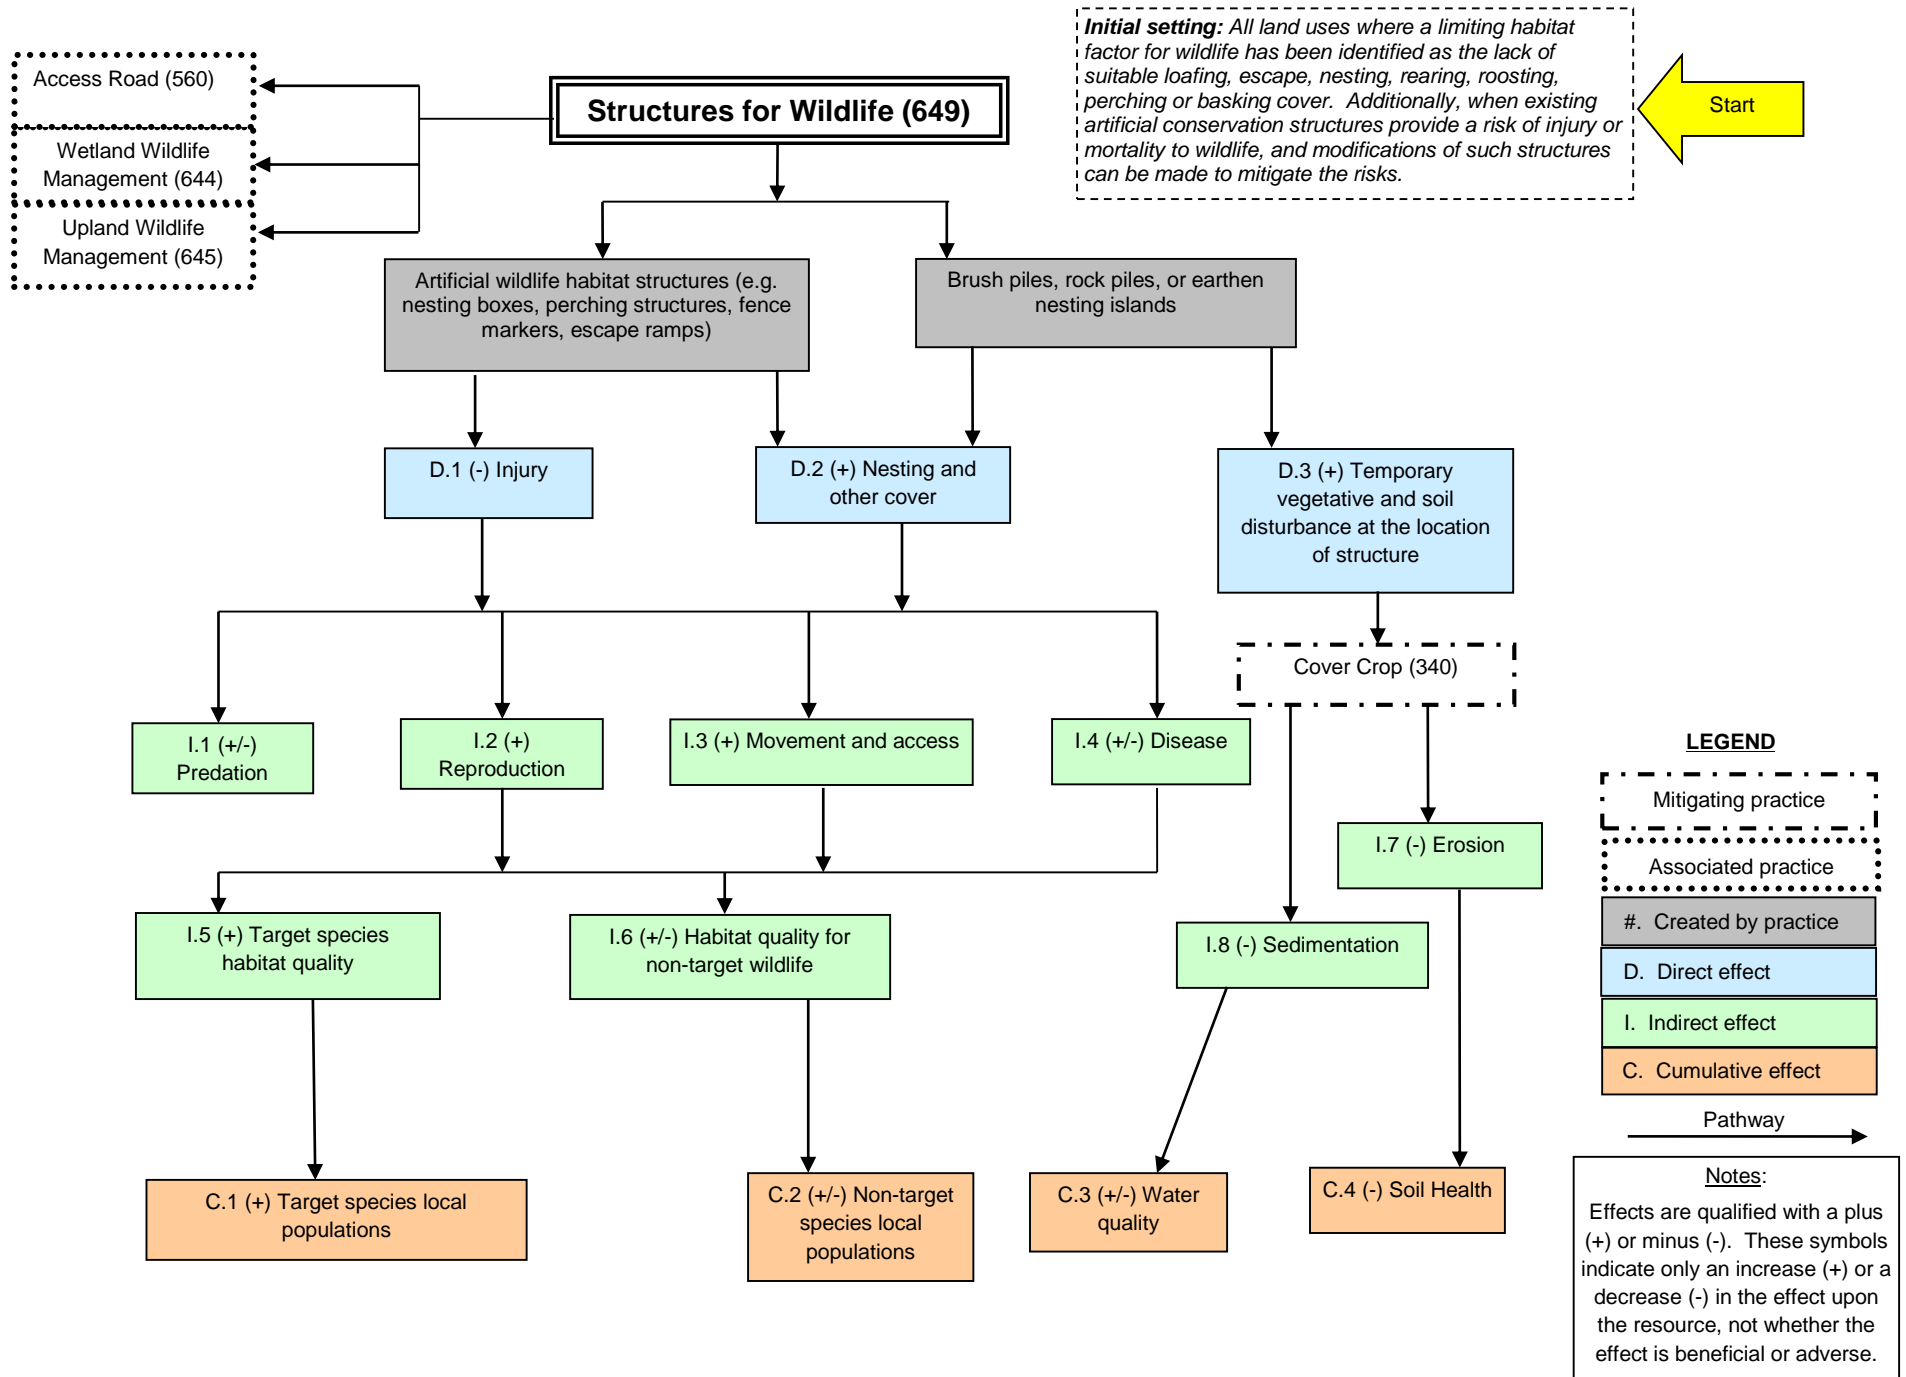 Initial setting: All land uses where a limiting habitat
factor for wildlife has been identified as the lack of
suitable loafing, escape, nesting, rearing, roosting,
perching or basking cover. Additionally, when existing
artificial conservation structures provide a risk of injury or
mortality to wildlife, and modifications of such structures
can be made to mitigate the risks.
Start
Access Road (560)
Wetland Wildlife
Management (644)
Upland Wildlife
Management (645)
Structures for Wildlife (649)
Artificial wildlife habitat structures (e.g.
nesting boxes, perching structures, fence
markers, escape ramps)
Brush piles, rock piles, or earthen
nesting islands
D.1 (-) Injury
D.2 (+) Nesting and
other cover
D.3 (+) Temporary
vegetative and soil
disturbance at the location
of structure
Cover Crop (340)
I.1 (+/-)
Predation
I.2 (+)
Reproduction
I.3 (+) Movement and access
I.4 (+/-) Disease
I.7 (-) Erosion
I.5 (+) Target species
habitat quality
I.6 (+/-) Habitat quality for
non-target wildlife
I.8 (-) Sedimentation
C.1 (+) Target species local
populations
C.2 (+/-) Non-target
species local
populations
C.3 (+/-) Water
quality
C.4 (-) Soil Health
LEGEND
Mitigating practice
Associated practice
#. Created by practice
D. Direct effect
I. Indirect effect
C. Cumulative effect
Pathway
Notes:
Effects are qualified with a plus
(+) or minus (-). These symbols
indicate only an increase (+) or a
decrease (-) in the effect upon
the resource, not whether the
effect is beneficial or adverse.